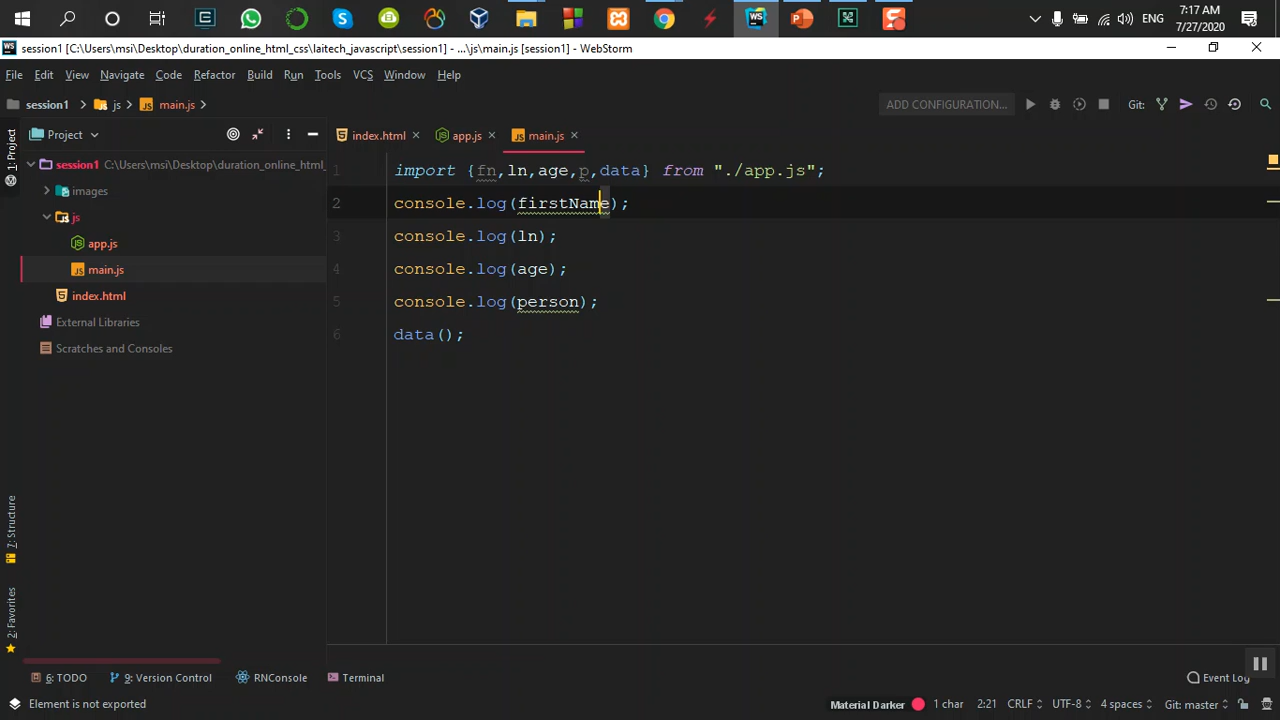 7:17 AM
ENG
7/27/2020
session1 [C:\Users\msi\Desktop\duration_online_html_css\laitech_javascript\session1] - ...\js\main.js [session1] - WebStorm
File Edit View Navigate Code Refactor Build Run Tools VCS Window Help
session1 js main.js ADD CONFIGURATION... Git:
1: Project
Project
index.html app.js main.js
session1 C:\Users\msi\Desktop\duration_online_html_
images
js
app.js
main.js
index.html
External Libraries
Scratches and Consoles
1 import {fn,ln,age,p,data} from "./app.js";
2 console.log(firstName);
3 console.log(ln);
4 console.log(age);
5 console.log(person);
6 data();
7: Structure
2: Favorites
6: TODO 9: Version Control RNConsole Terminal Event Log
Element is not exported Material Darker 1 char 2:21 CRLF UTF-8 4 spaces Git: master